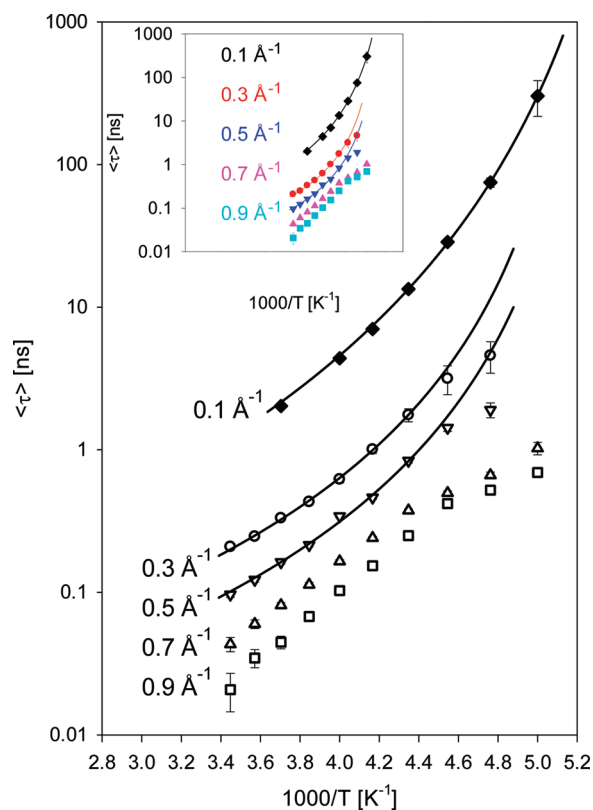 1000
100
10
1
0.1
0.01
<τ> [ns]
2.8 3.0 3.2 3.4 3.6 3.8 4.0 4.2 4.4 4.6 4.8 5.0 5.2
1000/T [K⁻¹]
0.1 Å⁻¹
0.3 Å⁻¹
0.5 Å⁻¹
0.7 Å⁻¹
0.9 Å⁻¹
1000
100
10
1
0.1
0.01
<τ> [ns]
0.1 Å⁻¹
0.3 Å⁻¹
0.5 Å⁻¹
0.7 Å⁻¹
0.9 Å⁻¹
1000/T [K⁻¹]